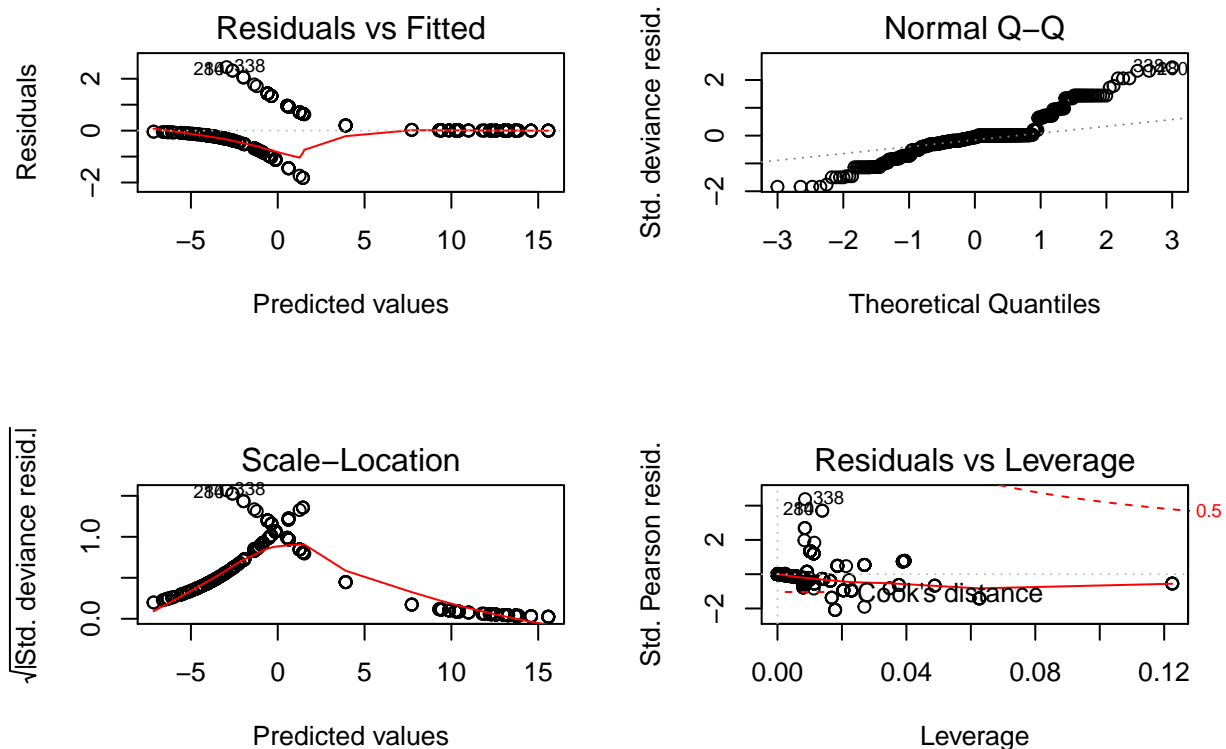 Residuals vs Fitted
Residuals
2
0
−2
338
−5 0 5 10 15
Predicted values
Normal Q−Q
Std. deviance resid.
2
0
−2
338
280
−3 −2 −1 0 1 2 3
Theoretical Quantiles
Scale−Location
√|Std. deviance resid.|
1.0
0.0
338
−5 0 5 10 15
Predicted values
Residuals vs Leverage
Std. Pearson resid.
2
0
−2
338
0.5
Cook's distance
0.00 0.04 0.08 0.12
Leverage